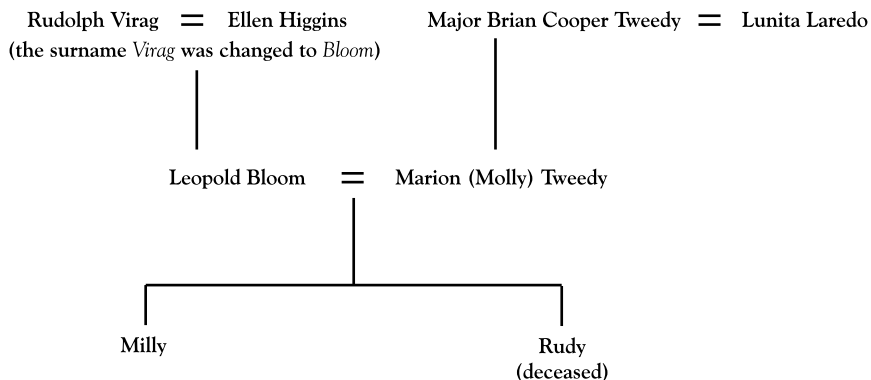 Rudolph Virag = Ellen Higgins Major Brian Cooper Tweedy = Lunita Laredo
(the surname Virag was changed to Bloom)
Leopold Bloom = Marion (Molly) Tweedy
Milly Rudy
(deceased)